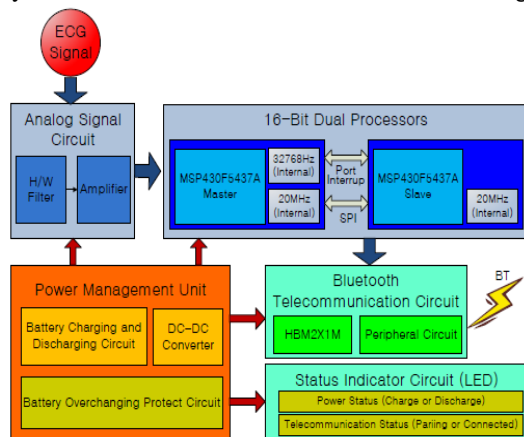 ECG
Signal
Analog Signal
Circuit
H/W
Filter
Amplifier
16-Bit Dual Processors
MSP430F5437A
Master
32768Hz
(Internal)
20MHz
(Internal)
Port
Interrup
SPI
MSP430F5437A
Slave
20MHz
(Internal)
Power Management Unit
Battery Charging and
Discharging Circuit
DC-DC
Converter
Battery Overchanging Protect Circuit
Bluetooth
Telecommunication Circuit
HBM2X1M
Peripheral Circuit
BT
Status Indicator Circuit (LED)
Power Status (Charge or Discharge)
Telecommunication Status (Pariing or Connected)